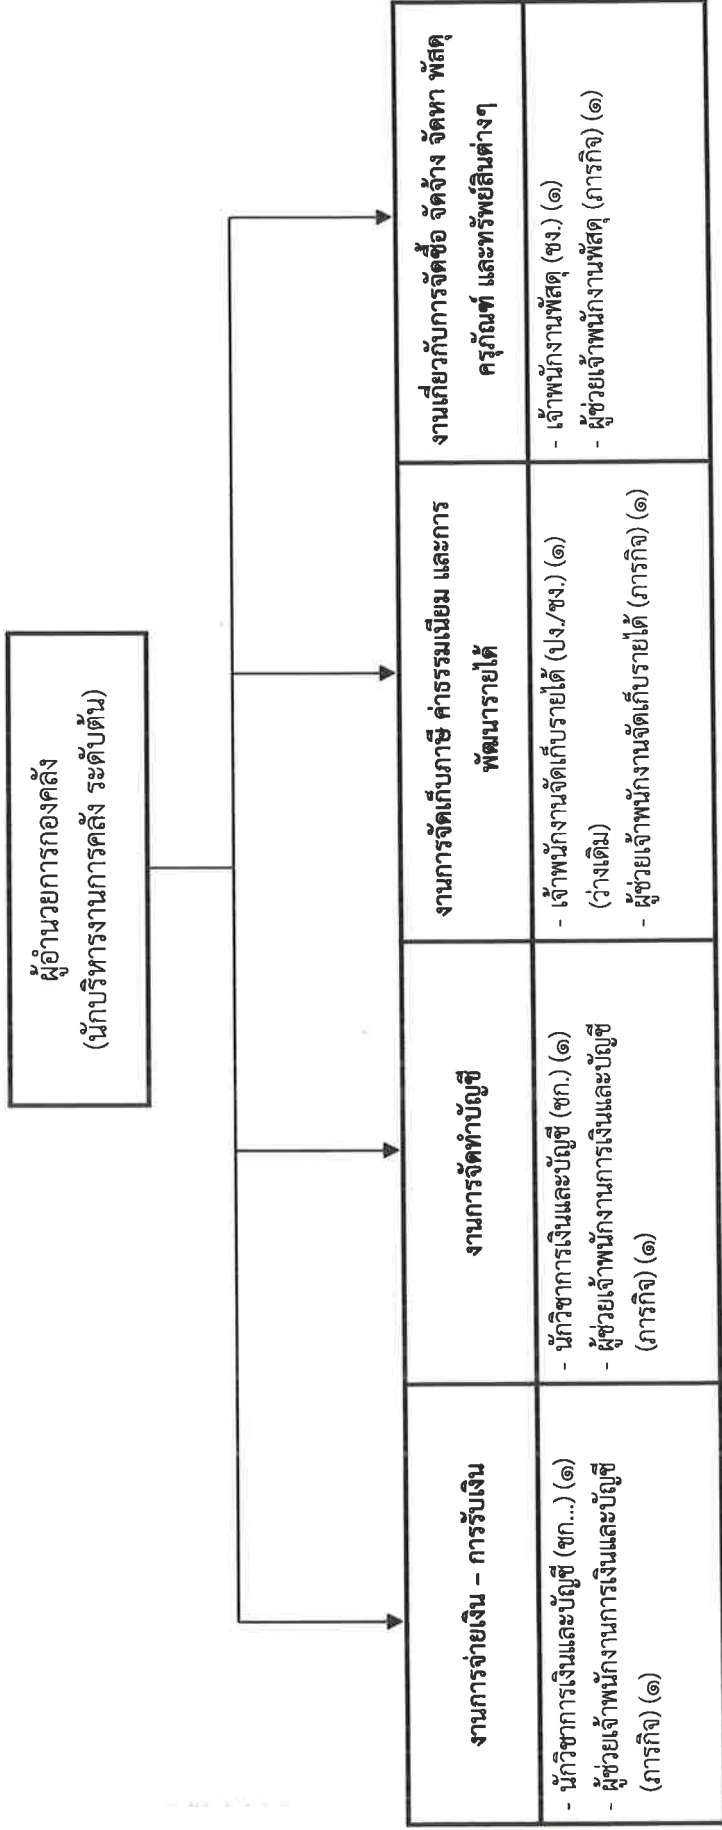 ผู้อำนวยการกองคลัง
(นักบริหารงานการคลัง ระดับต้น)
งานการจ่ายเงิน – การรับเงิน
- นักวิชาการเงินและบัญชี (ชก...) (๑)
- ผู้ช่วยเจ้าพนักงานการเงินและบัญชี
(ภารกิจ) (๑)
งานการจัดทำบัญชี
- นักวิชาการเงินและบัญชี (ชก.) (๑)
- ผู้ช่วยเจ้าพนักงานการเงินและบัญชี
(ภารกิจ) (๑)
งานการจัดเก็บภาษี ค่าธรรมเนียม และการ
พัฒนารายได้
- เจ้าพนักงานจัดเก็บรายได้ (ปง./ชง.) (๑)
(ว่างเดิม)
- ผู้ช่วยเจ้าพนักงานจัดเก็บรายได้ (ภารกิจ) (๑)
งานเกี่ยวกับการจัดซื้อ จัดจ้าง จัดหา พัสดุ
ครุภัณฑ์ และทรัพย์สินต่างๆ
- เจ้าพนักงานพัสดุ (ชง.) (๑)
- ผู้ช่วยเจ้าพนักงานพัสดุ (ภารกิจ) (๑)